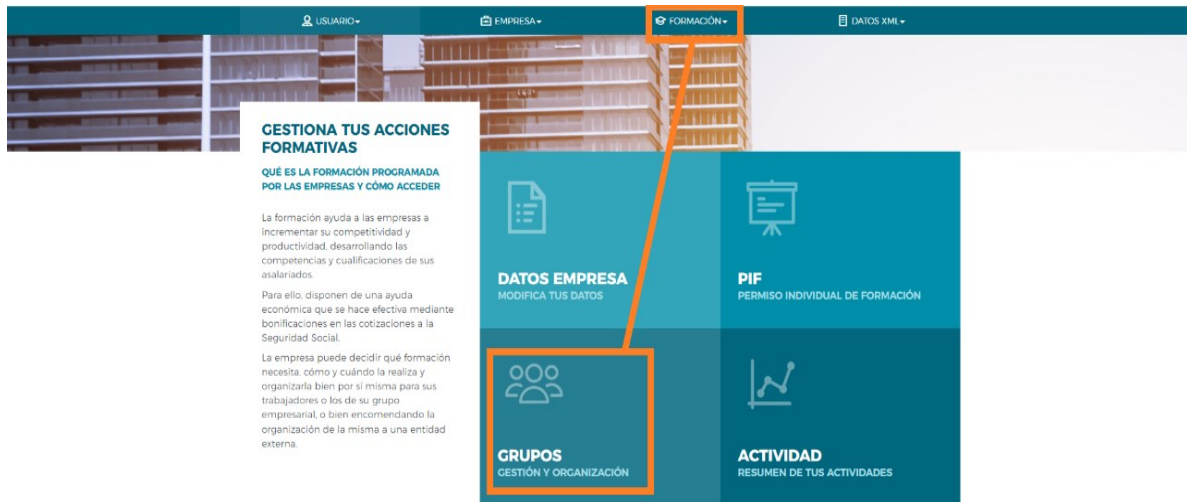 USUARIO
EMPRESA
FORMACIÓN
DATOS XML
GESTIONA TUS ACCIONES
FORMATIVAS
QUÉ ES LA FORMACIÓN PROGRAMADA
POR LAS EMPRESAS Y CÓMO ACCEDER
La formación ayuda a las empresas a
incrementar su competitividad y
productividad, desarrollando las
competencias y cualificaciones de sus
asalariados.
Para ello, disponen de una ayuda
económica que se hace efectiva mediante
bonificaciones en las cotizaciones a la
Seguridad Social.
La empresa puede decidir qué formación
necesita, cómo y cuándo la realiza y
organizarla bien por sí misma para sus
trabajadores o los de su grupo
empresarial, o bien encomendando la
organización de la misma a una entidad
externa.
DATOS EMPRESA
MODIFICA TUS DATOS
PIF
PERMISO INDIVIDUAL DE FORMACIÓN
GRUPOS
GESTIÓN Y ORGANIZACIÓN
ACTIVIDAD
RESUMEN DE TUS ACTIVIDADES